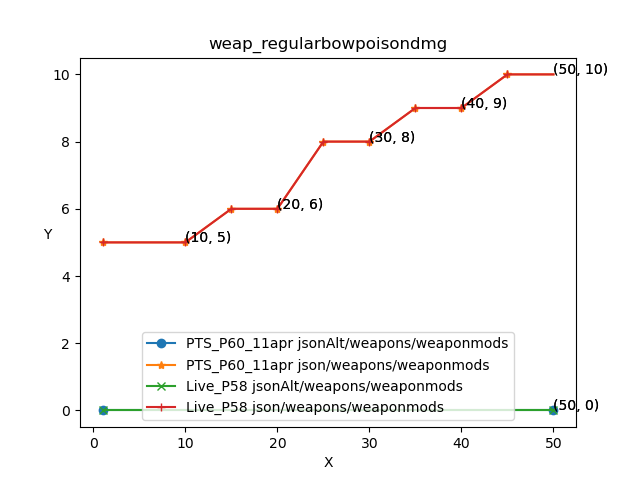 weap_regularbowpoisondmg
10
8
6
4
2
0
Y
(50, 10)
(40, 9)
(30, 8)
(20, 6)
(10, 5)
(50, 0)
PTS_P60_11apr jsonAlt/weapons/weaponmods
PTS_P60_11apr json/weapons/weaponmods
Live_P58 jsonAlt/weapons/weaponmods
Live_P58 json/weapons/weaponmods
0 10 20 30 40 50
X